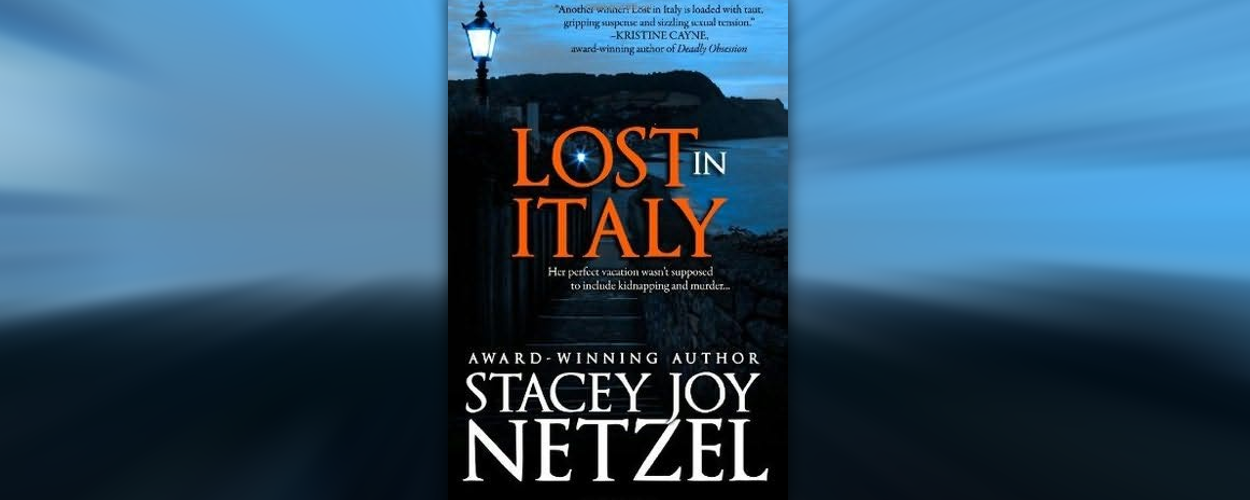 "Another winner! Lost in Italy is loaded with taut,
gripping suspense and sizzling sexual tension."
–KRISTINE CAYNE,
award-winning author of Deadly Obsession
LOST IN
ITALY
Her perfect vacation wasn't supposed
to include kidnapping and murder...
AWARD-WINNING AUTHOR
STACEY JOY
NETZEL